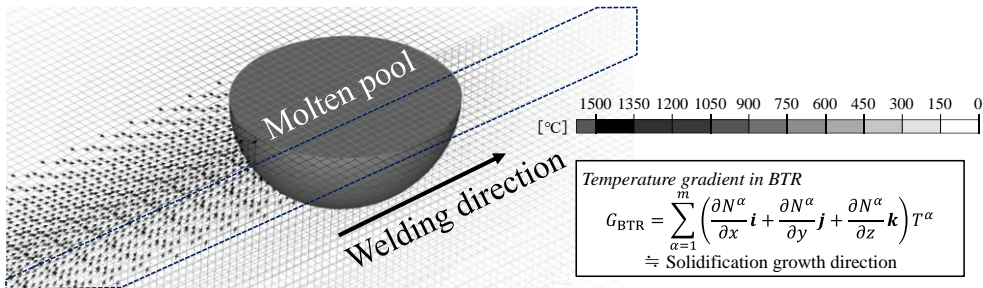 Molten pool
Welding direction
1500 1350 1200 1050 900 750 600 450 300 150 0
[℃]
Temperature gradient in BTR
G_BTR = \sum_{α=1}^{m} ( ∂N^α/∂x i + ∂N^α/∂y j + ∂N^α/∂z k ) T^α
≒ Solidification growth direction